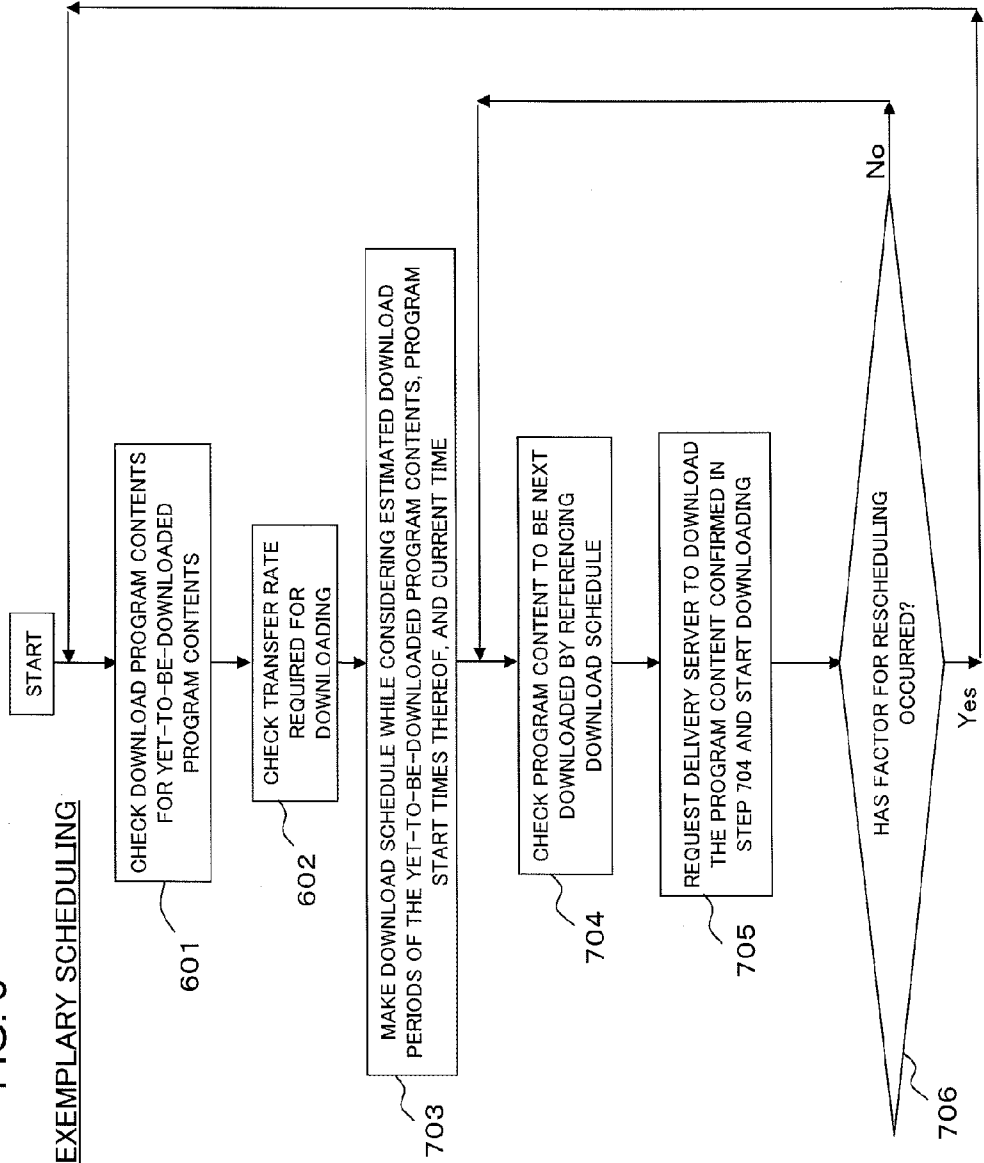 EXEMPLARY SCHEDULING
START
CHECK DOWNLOAD PROGRAM CONTENTS
FOR YET-TO-BE-DOWNLOADED
PROGRAM CONTENTS
601
CHECK TRANSFER RATE
REQUIRED FOR
DOWNLOADING
602
MAKE DOWNLOAD SCHEDULE WHILE CONSIDERING ESTIMATED DOWNLOAD
PERIODS OF THE YET-TO-BE-DOWNLOADED PROGRAM CONTENTS, PROGRAM
START TIMES THEREOF, AND CURRENT TIME
703
CHECK PROGRAM CONTENT TO BE NEXT
DOWNLOADED BY REFERENCING
DOWNLOAD SCHEDULE
704
REQUEST DELIVERY SERVER TO DOWNLOAD
THE PROGRAM CONTENT CONFIRMED IN
STEP 704 AND START DOWNLOADING
705
HAS FACTOR FOR RESCHEDULING
OCCURRED?
706
No
Yes